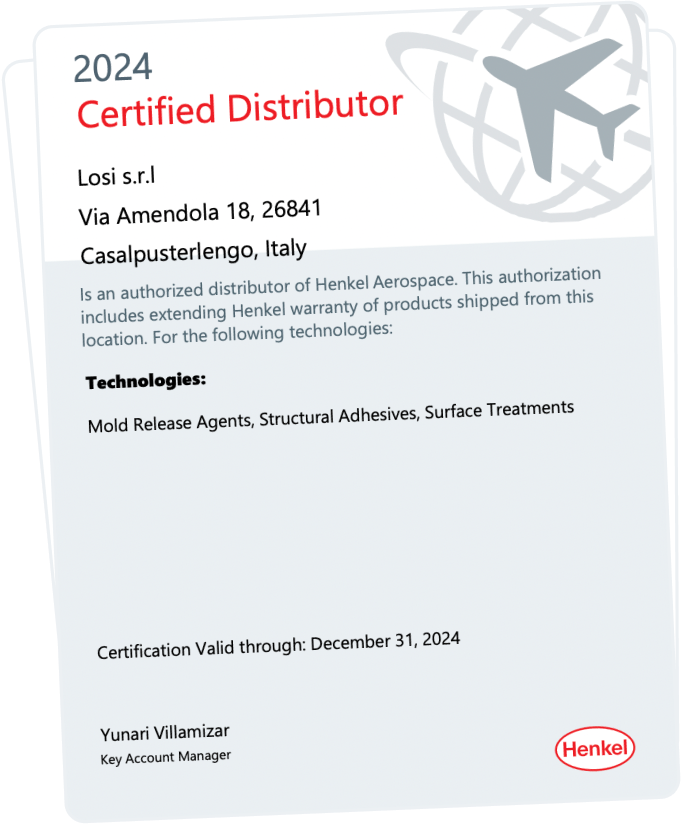 2024
Certified Distributor
Losi s.r.l
Via Amendola 18, 26841
Casalpusterlengo, Italy
Is an authorized distributor of Henkel Aerospace. This authorization
includes extending Henkel warranty of products shipped from this
location. For the following technologies:
Technologies:
Mold Release Agents, Structural Adhesives, Surface Treatments
Certification Valid through: December 31, 2024
Yunari Villamizar
Key Account Manager
Henkel